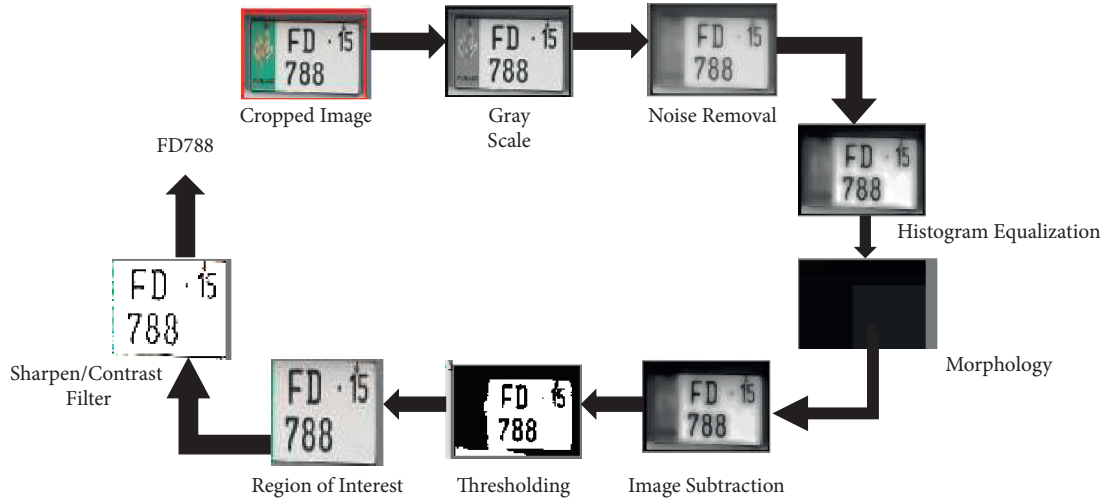 FD · 15
788
Cropped Image
FD · 15
788
Gray
Scale
FD · 15
788
Noise Removal
FD · 15
788
Histogram Equalization
Morphology
FD · 15
788
Image Subtraction
FD · 15
788
Thresholding
FD · 15
788
Region of Interest
FD · 15
788
Sharpen/Contrast
Filter
FD788